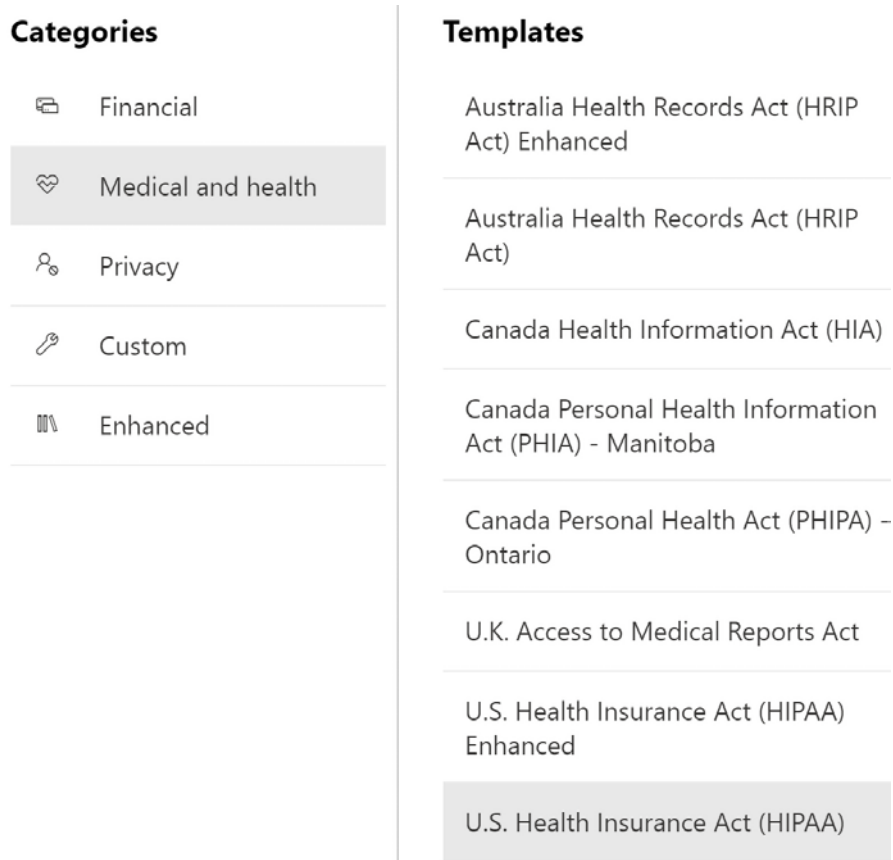 Categories
Financial
Medical and health
Privacy
Custom
Enhanced
Templates
Australia Health Records Act (HRIP
Act) Enhanced
Australia Health Records Act (HRIP
Act)
Canada Health Information Act (HIA)
Canada Personal Health Information
Act (PHIA) - Manitoba
Canada Personal Health Act (PHIPA) –
Ontario
U.K. Access to Medical Reports Act
U.S. Health Insurance Act (HIPAA)
Enhanced
U.S. Health Insurance Act (HIPAA)